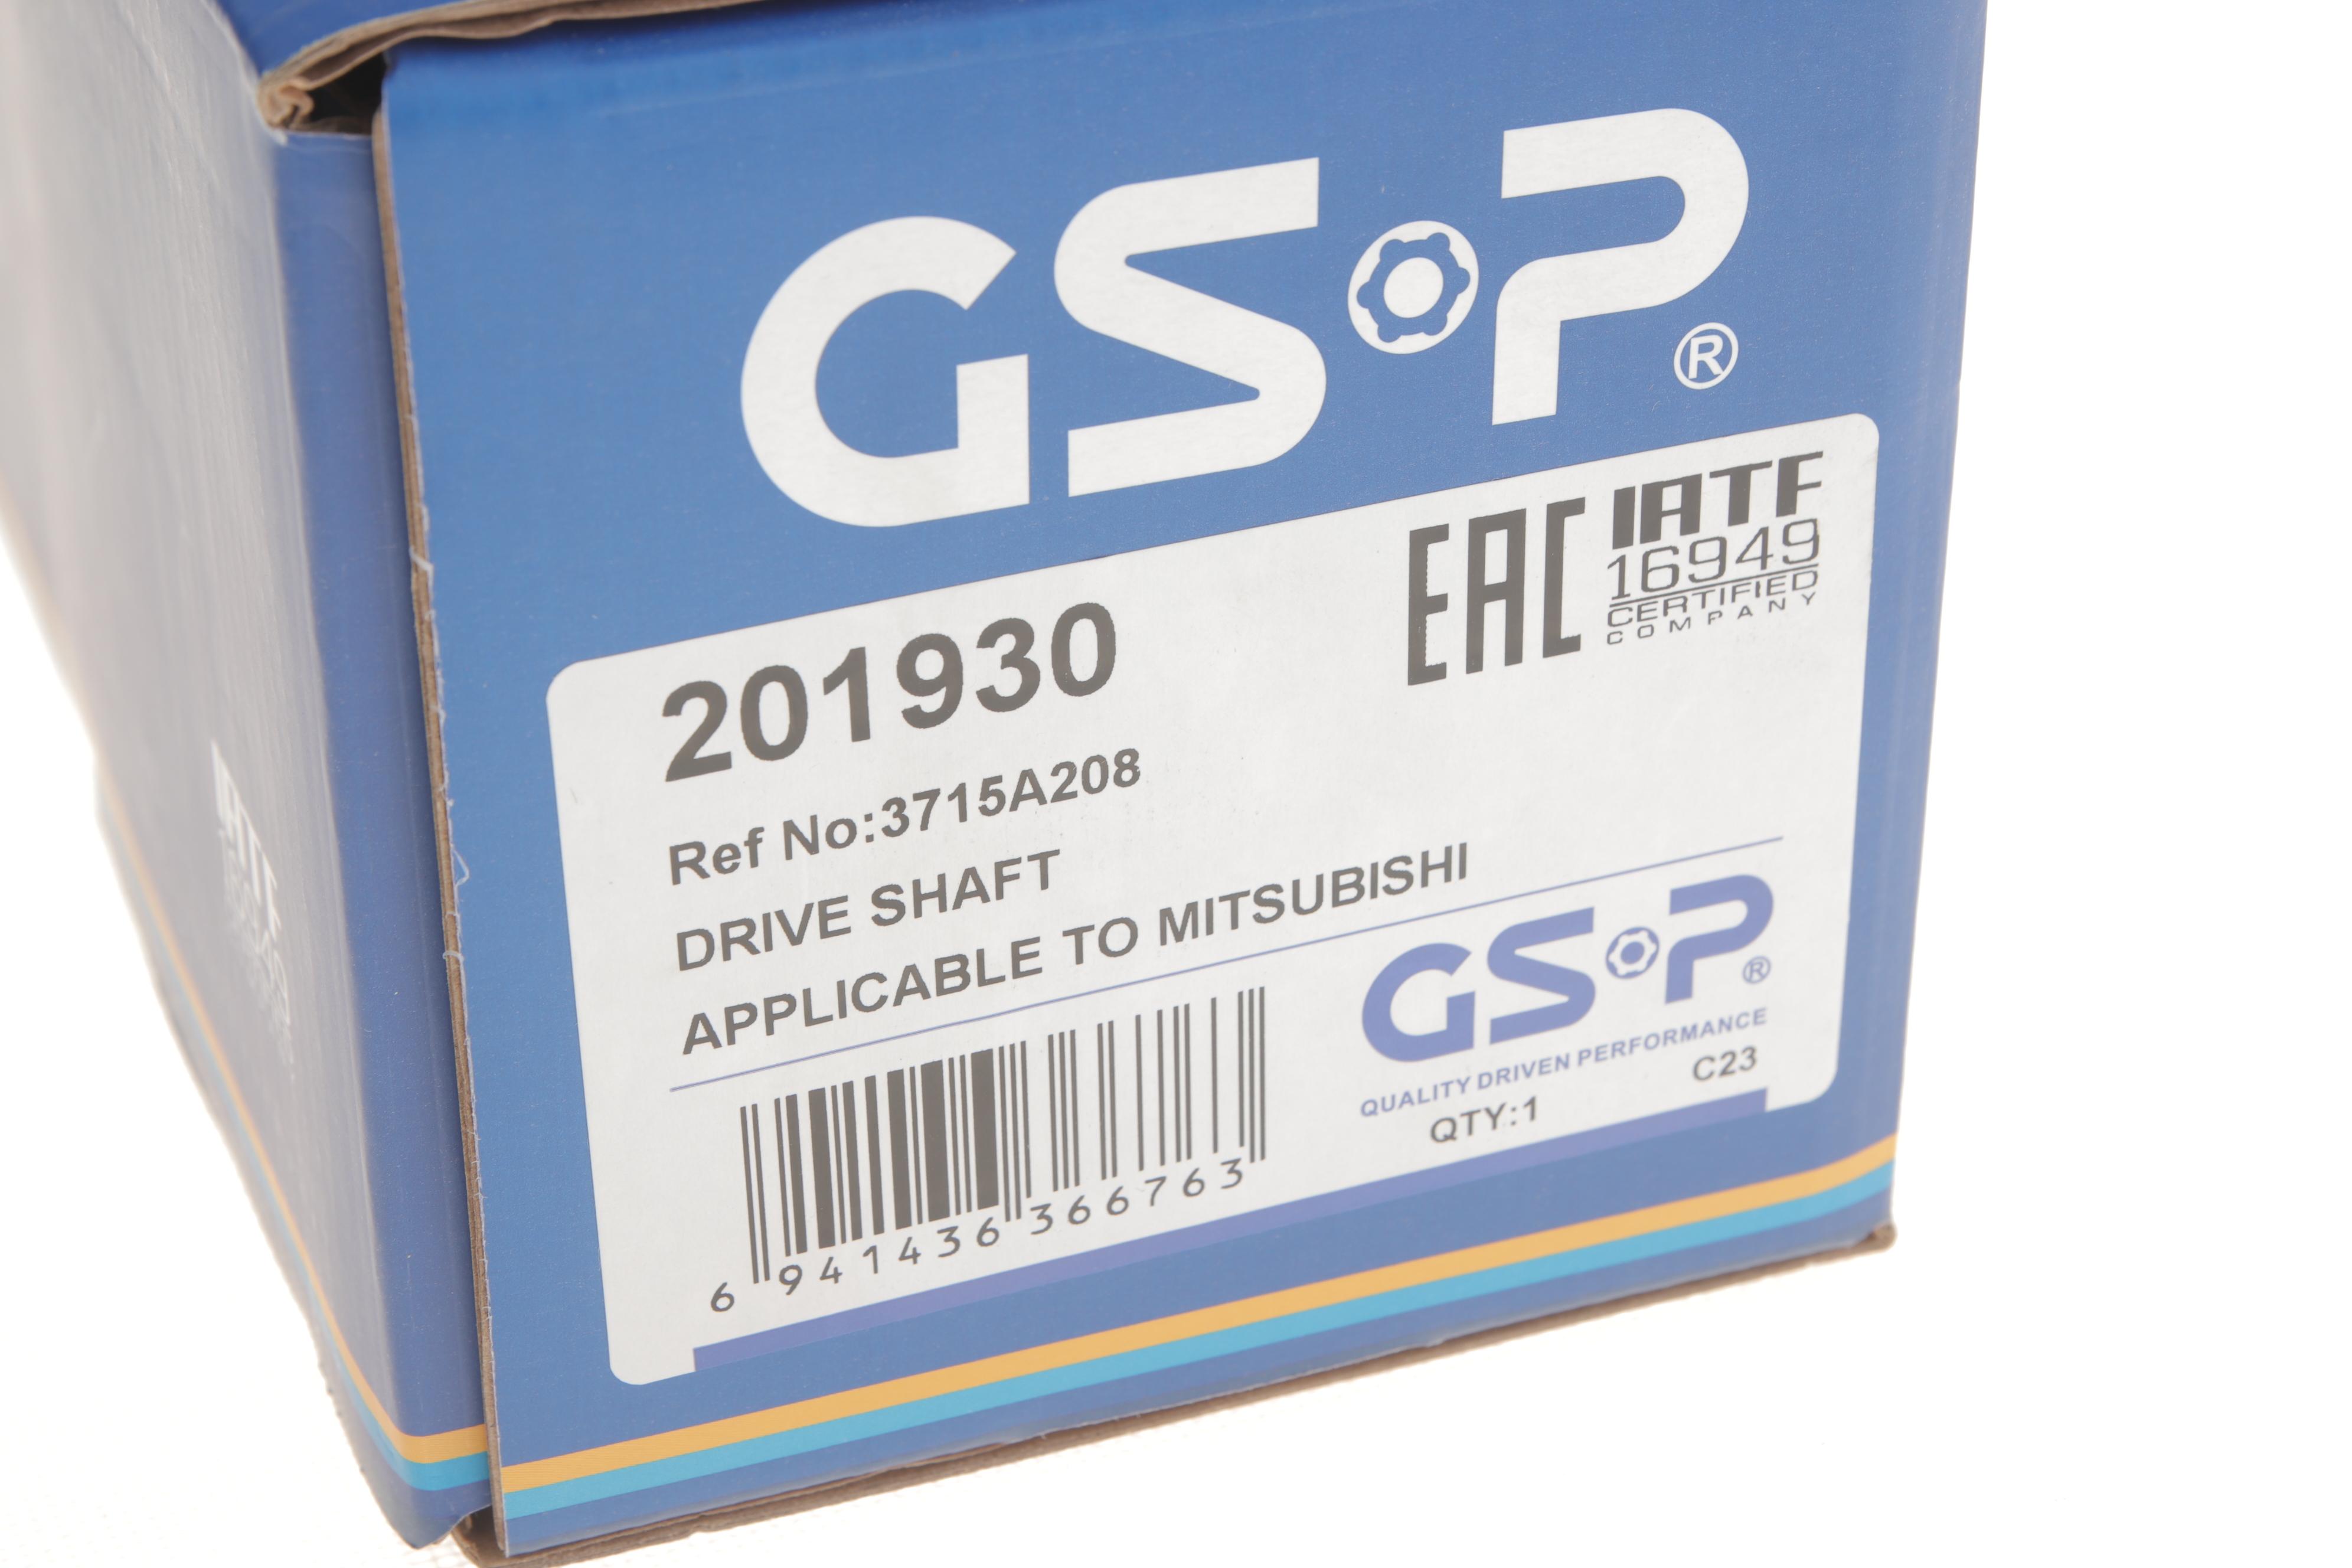 GSP®
EAC
IATF
16949
CERTIFIED
COMPANY
201930
Ref No:3715A208
DRIVE SHAFT
APPLICABLE TO MITSUBISHI
GSP®
QUALITY DRIVEN PERFORMANCE
C23
QTY:1
6 941436 366763
IATF